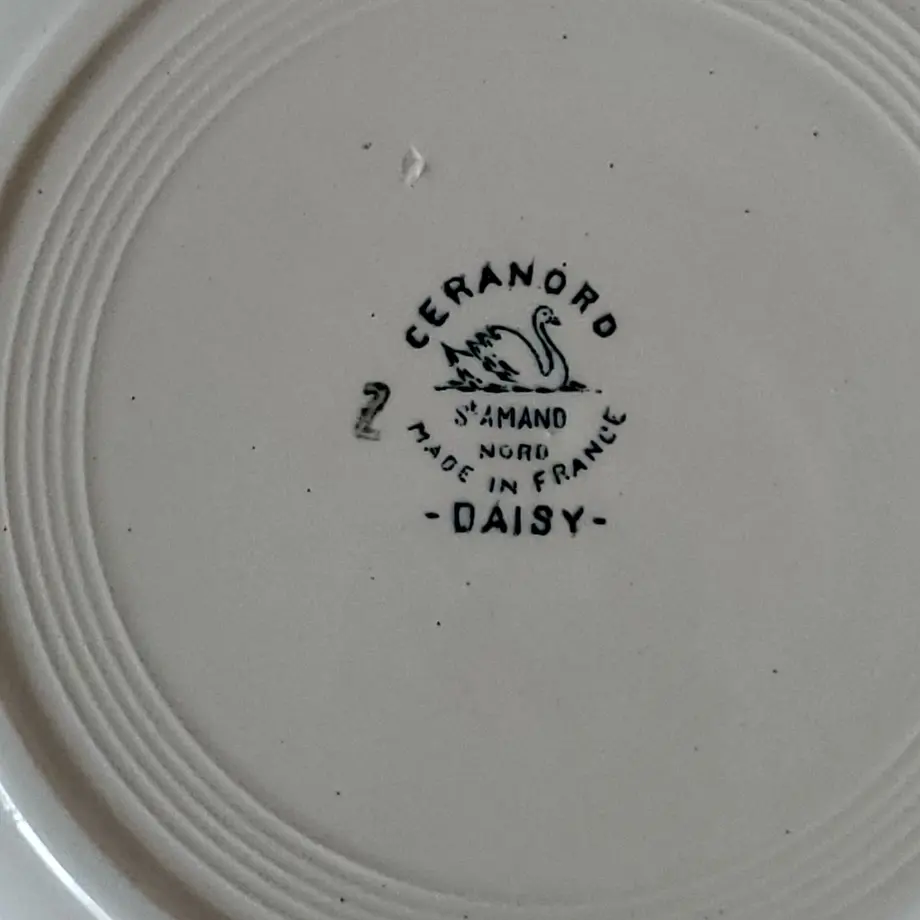 CERANORD
2
St AMAND
NORD
MADE IN FRANCE
-DAISY-